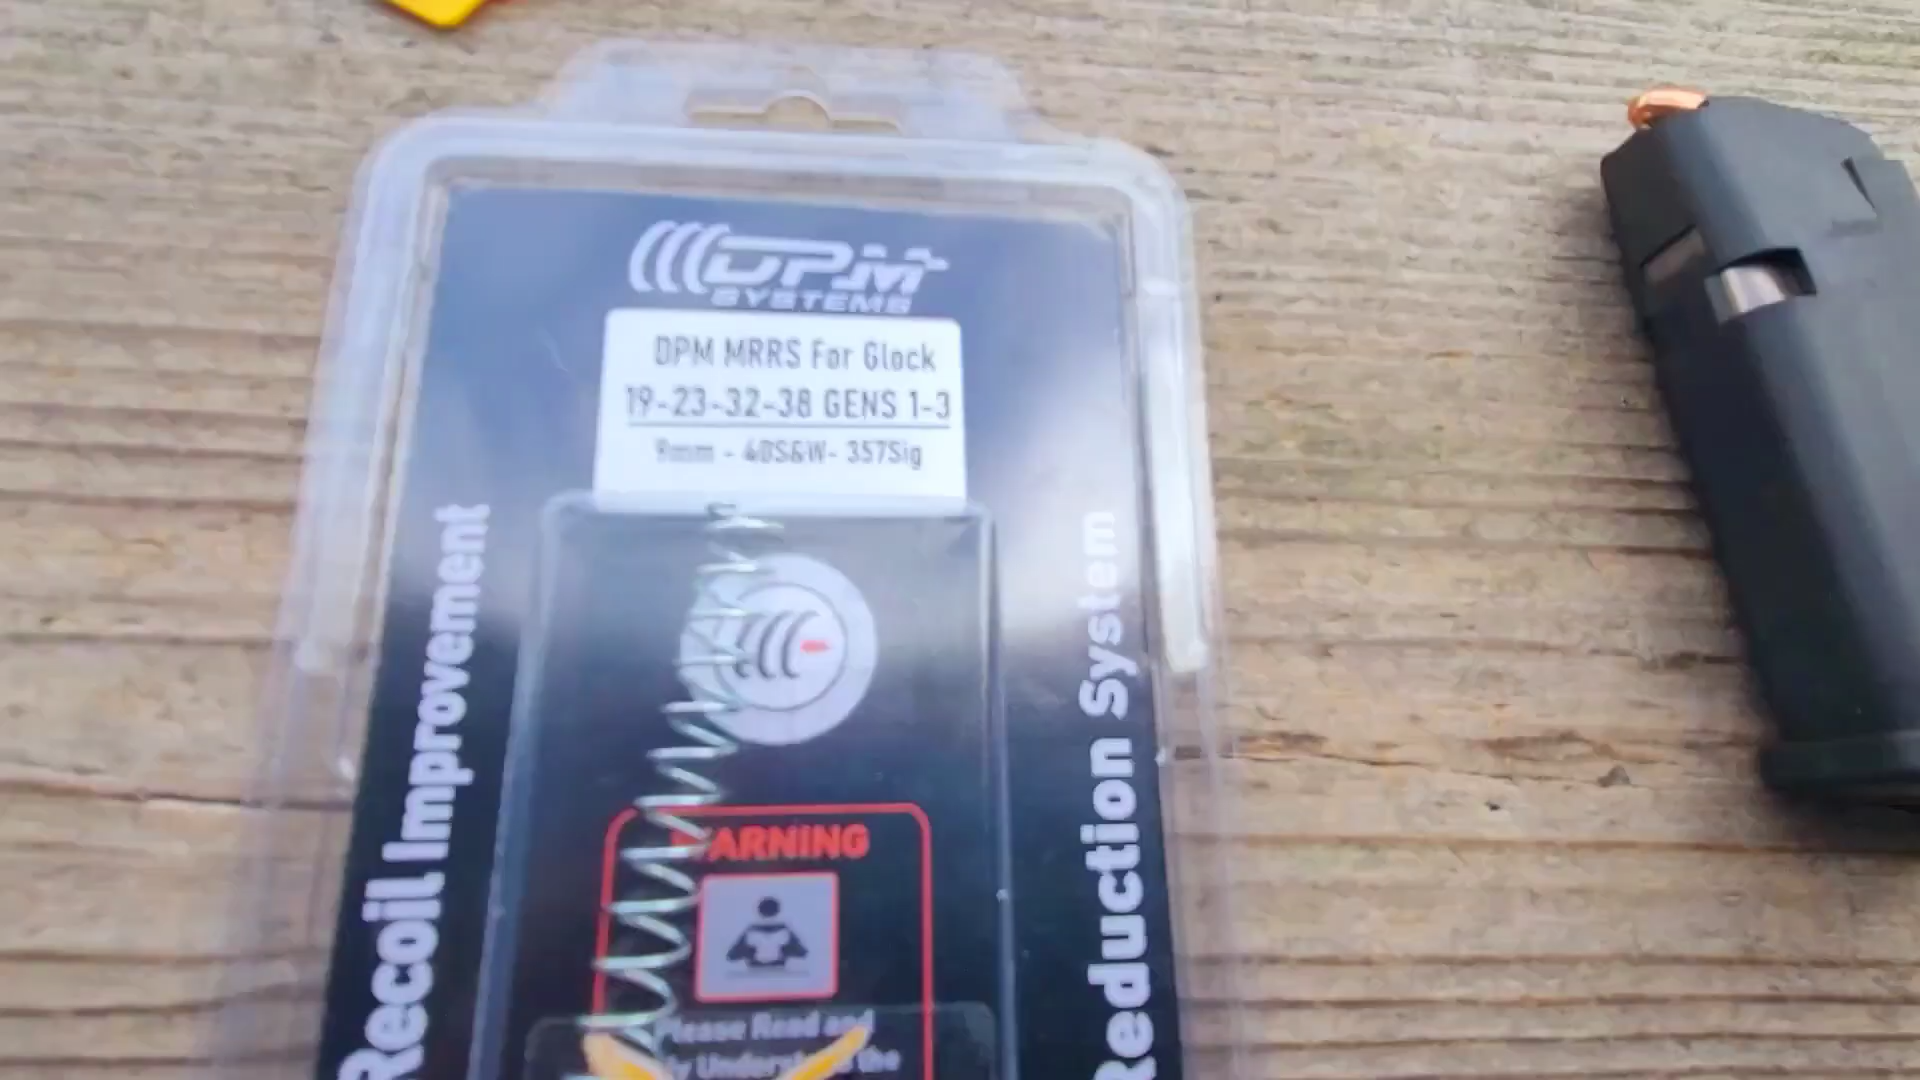 DPM
SYSTEMS
DPM MRRS For Glock
19-23-32-38 GENS 1-3
9mm - 40S&W- 357Sig
Recoil Improvement
Reduction System
WARNING
Please Read and
the